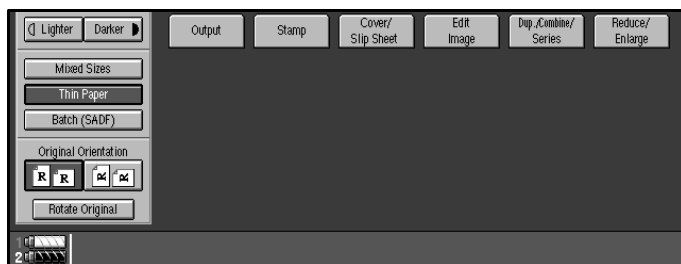 Lighter Darker
Output
Stamp
Cover/
Slip Sheet
Edit
Image
Dup./Combine/
Series
Reduce/
Enlarge
Mixed Sizes
Thin Paper
Batch (SADF)
Original Orientation
R R R R
Rotate Original
1
2